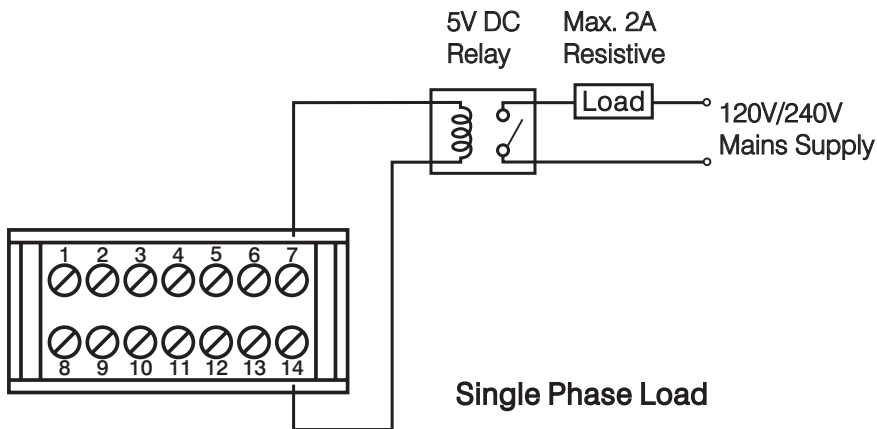 5V DC
Relay
Max. 2A
Resistive
Load
120V/240V
Mains Supply
1 2 3 4 5 6 7
8 9 10 11 12 13 14
Single Phase Load